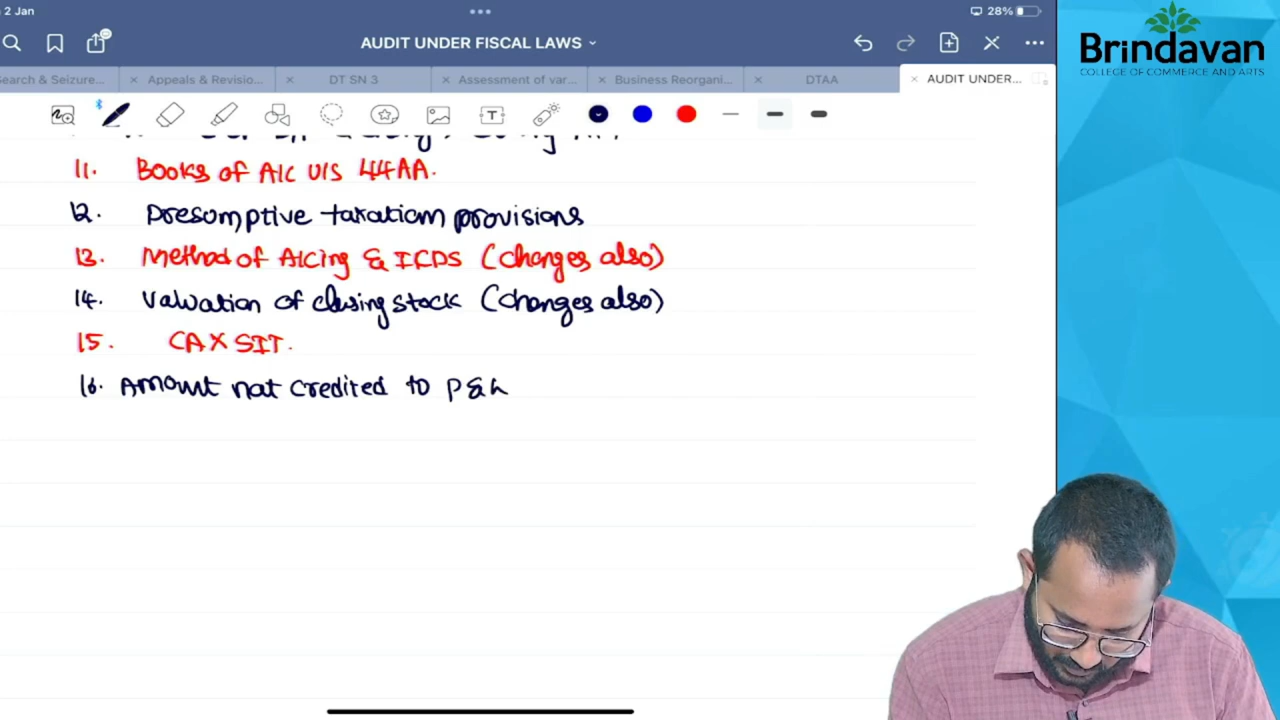 2 Jan
28%
AUDIT UNDER FISCAL LAWS
Brindavan
COLLEGE OF COMMERCE AND ARTS
earch & Seizure...
Appeals & Revisio...
DT SN 3
Assessment of var...
Business Reorgani...
DTAA
AUDIT UNDER...
11. Books of A/C U/S 44AA.
12. Presumptive taxation provisions
13. Method of A/cing & ICDS (changes also)
14. Valuation of closing stock (changes also)
15. CA X SIT.
16. Amount not credited to P&L